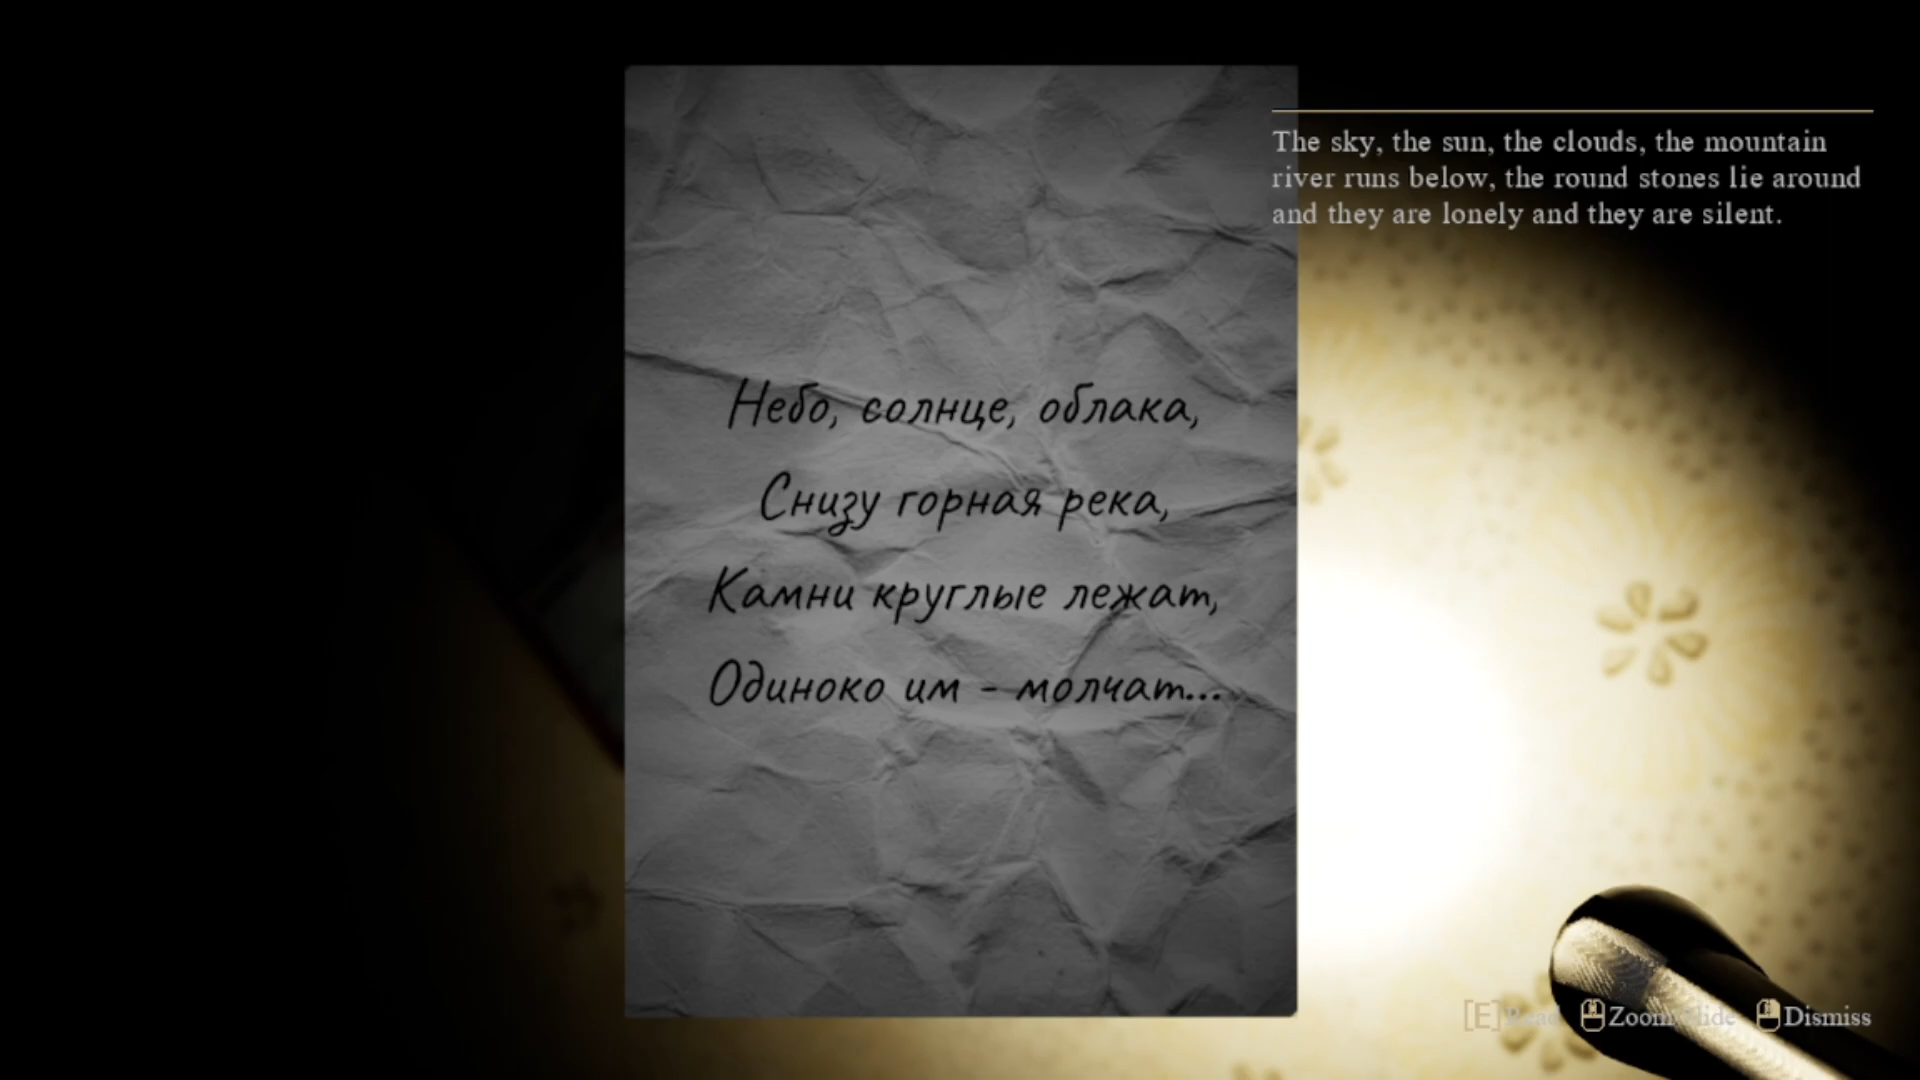 Небо, солнце, облака,
Снизу горная река,
Камни круглые лежат,
Одиноко им - молчат...
The sky, the sun, the clouds, the mountain
river runs below, the round stones lie around
and they are lonely and they are silent.
[E] Read Zoom/Hide Dismiss